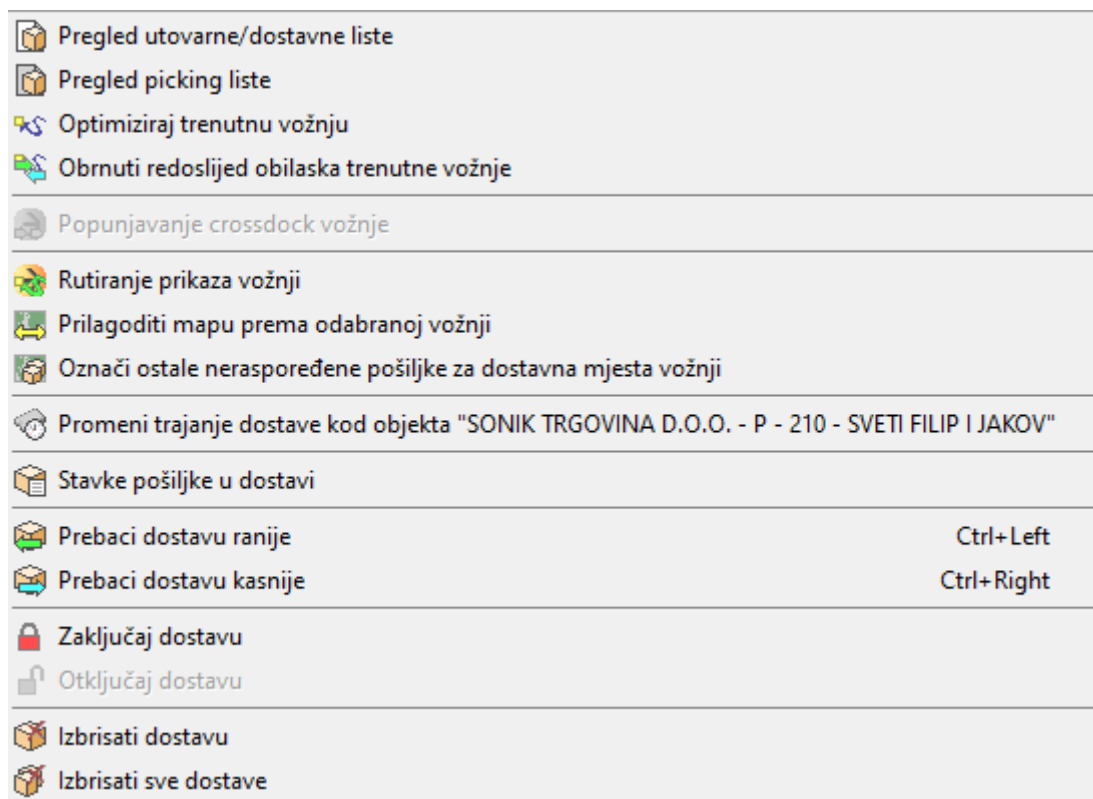 Pregled utovarne/dostavne liste
Pregled picking liste
Optimiziraj trenutnu vožnju
Obrnuti redoslijed obilaska trenutne vožnje
Popunjavanje crossdock vožnje
Rutiranje prikaza vožnji
Prilagoditi mapu prema odabranoj vožnji
Označi ostale neraspoređene pošiljke za dostavna mjesta vožnji
Promeni trajanje dostave kod objekta "SONIK TRGOVINA D.O.O. - P - 210 - SVETI FILIP I JAKOV"
Stavke pošiljke u dostavi
Prebaci dostavu ranije Ctrl+Left
Prebaci dostavu kasnije Ctrl+Right
Zaključaj dostavu
Otključaj dostavu
Izbrisati dostavu
Izbrisati sve dostave